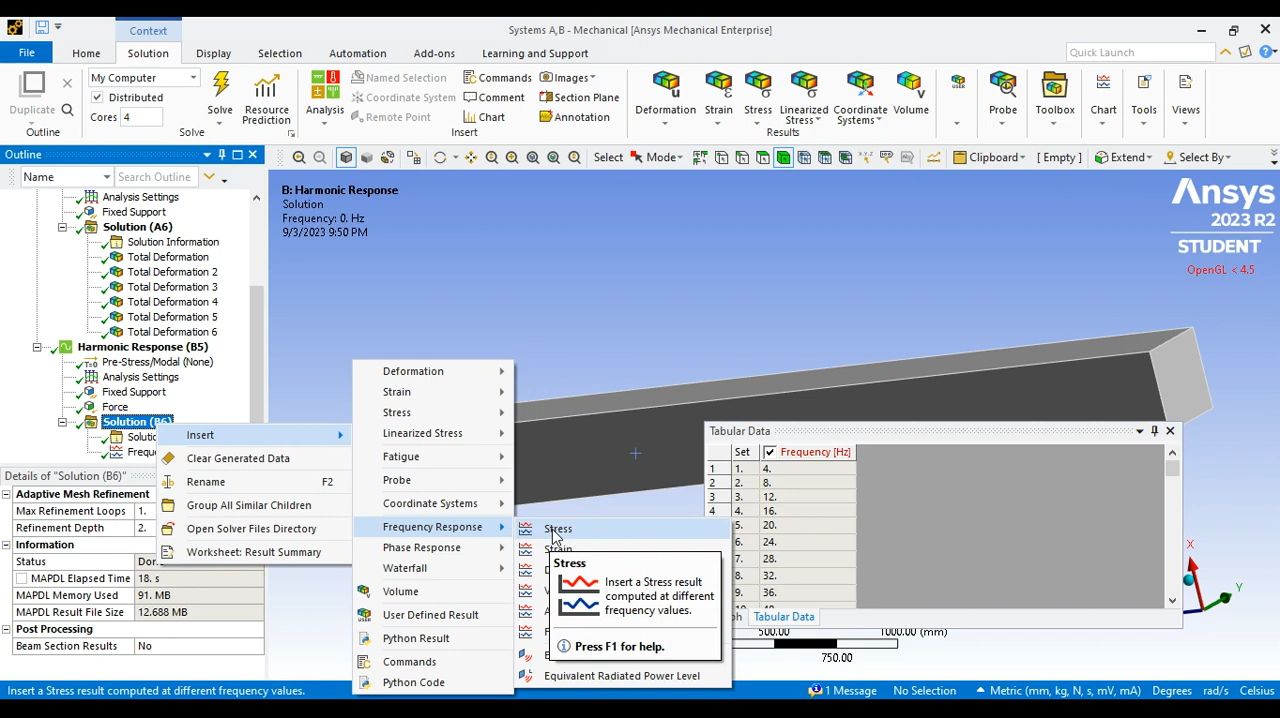 Context
Systems A,B - Mechanical [Ansys Mechanical Enterprise]
File Home Solution Display Selection Automation Add-ons Learning and Support Quick Launch
My Computer
Distributed
Cores 4
Duplicate
Outline
Solve
Resource Prediction
Solve
Analysis
Named Selection
Coordinate System
Remote Point
Commands
Comment
Chart
Images
Section Plane
Annotation
Insert
Deformation
Strain
Stress
Linearized Stress
Coordinate Systems
Volume
Results
Probe
Toolbox
Chart
Tools
Views
Outline
Name Search Outline
Select Mode Clipboard [ Empty ] Extend Select By
Analysis Settings
Fixed Support
Solution (A6)
Solution Information
Total Deformation
Total Deformation 2
Total Deformation 3
Total Deformation 4
Total Deformation 5
Total Deformation 6
Harmonic Response (B5)
Pre-Stress/Modal (None)
Analysis Settings
Fixed Support
Force
Solution (B6)
Solutio
Freque
B: Harmonic Response
Solution
Frequency: 0. Hz
9/3/2023 9:50 PM
Ansys
2023 R2
STUDENT
OpenGL < 4.5
Insert
Clear Generated Data
Rename F2
Group All Similar Children
Open Solver Files Directory
Worksheet: Result Summary
Deformation
Strain
Stress
Linearized Stress
Fatigue
Probe
Coordinate Systems
Frequency Response
Phase Response
Waterfall
Volume
User Defined Result
Python Result
Commands
Python Code
Stress
Strain
Equivalent Radiated Power Level
Stress
Insert a Stress result
computed at different
frequency values.
Press F1 for help.
Tabular Data
Set Frequency [Hz]
1 1. 4.
2 2. 8.
3 3. 12.
4 4. 16.
5. 20.
6. 24.
7. 28.
8. 32.
Tabular Data
X
Y
500.00 1000.00 (mm)
750.00
Details of "Solution (B6)"
Adaptive Mesh Refinement
Max Refinement Loops 1.
Refinement Depth 2.
Information
Status Don
MAPDL Elapsed Time 18. s
MAPDL Memory Used 91. MB
MAPDL Result File Size 12.688 MB
Post Processing
Beam Section Results No
Insert a Stress result computed at different frequency values.
1 Message No Selection Metric (mm, kg, N, s, mV, mA) Degrees rad/s Celsius